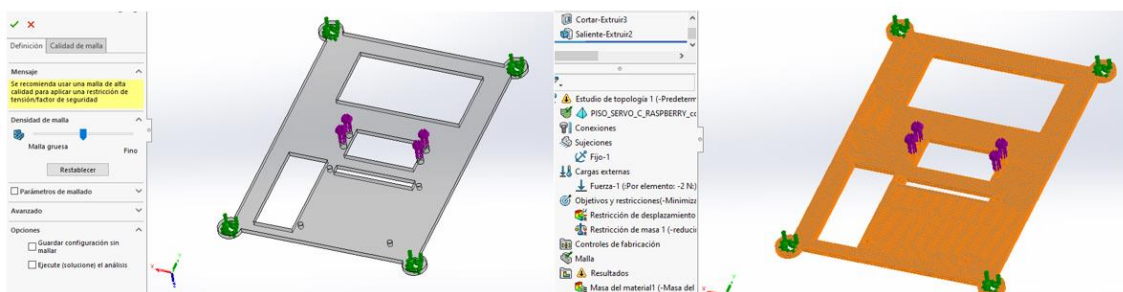 Definición
Calidad de malla
Mensaje
Se recomienda usar una malla de alta
calidad para aplicar una restricción de
tensión/factor de seguridad
Densidad de malla
Malla gruesa
Fino
Restablecer
Parámetros de mallado
Avanzado
Opciones
Guardar configuración sin
mallar
Ejecute (solucione) el análisis
Cortar-Extruir3
Saliente-Extruir2
Estudio de topología 1 (-Predeterm
PISO_SERVO_C_RASPBERRY_co
Conexiones
Sujeciones
Fijo-1
Cargas externas
Fuerza-1 (:Por elemento: -2 N:)
Objetivos y restricciones(-Minimiza
Restricción de desplazamiento
Restricción de masa 1 (-reducir
Controles de fabricación
Malla
Resultados
Masa del material1 (-Masa del